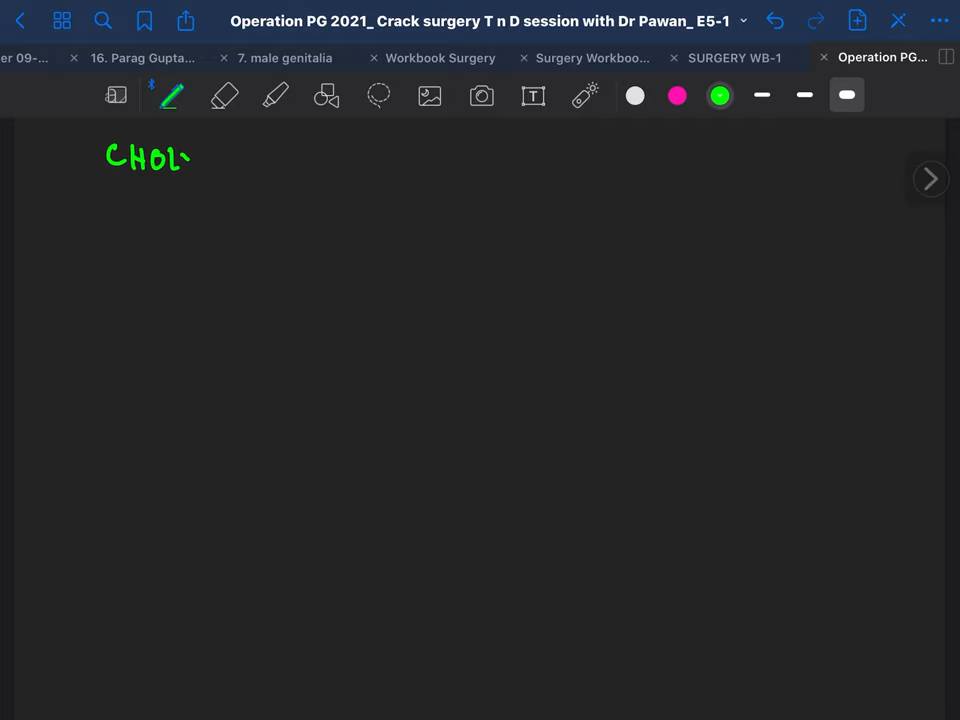 Operation PG 2021_ Crack surgery T n D session with Dr Pawan_ E5-1
er 09-... 16. Parag Gupta... 7. male genitalia Workbook Surgery Surgery Workboo... SURGERY WB-1 Operation PG...
T
CHOL